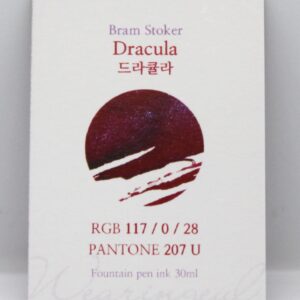 Bram Stoker
Dracula
드라큘라
RGB 117 / 0 / 28
PANTONE 207 U
Fountain pen ink 30ml